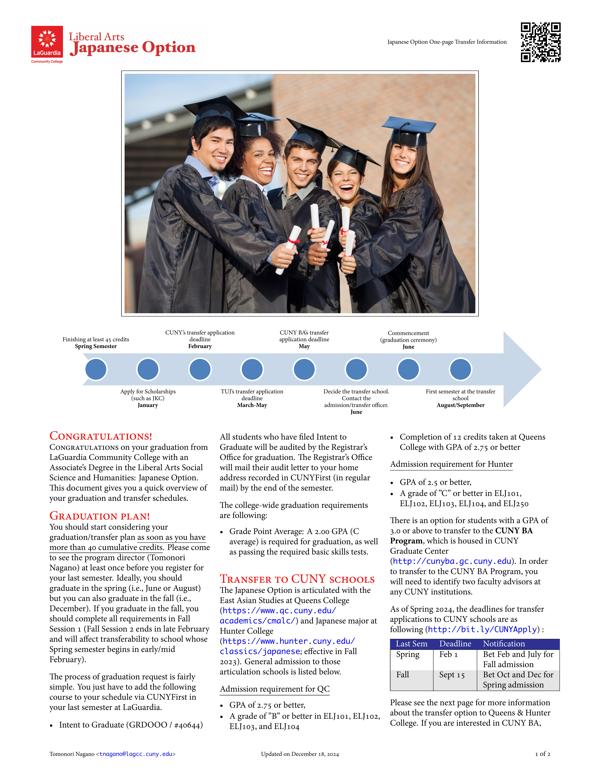 LaGuardia
Community College
Liberal Arts
Japanese Option
Japanese Option One-page Transfer Information
Finishing at least 45 credits
Spring Semester
CUNY's transfer application
deadline
February
CUNY BA's transfer
application deadline
May
Commencement
(graduation ceremony)
June
Apply for Scholarships
(such as JKC)
January
TUJ's transfer application
deadline
March-May
Decide the transfer school.
Contact the
admission/transfer officer.
June
First semester at the transfer
school
August/September
Congratulations!
Congratulations on your graduation from
LaGuardia Community College with an
Associate's Degree in the Liberal Arts Social
Science and Humanities: Japanese Option.
This document gives you a quick overview of
your graduation and transfer schedules.
Graduation plan!
You should start considering your
graduation/transfer plan as soon as you have
more than 40 cumulative credits. Please come
to see the program director (Tomonori
Nagano) at least once before you register for
your last semester. Ideally, you should
graduate in the spring (i.e., June or August)
but you can also graduate in the fall (i.e.,
December). If you graduate in the fall, you
should complete all requirements in Fall
Session 1 (Fall Session 2 ends in late February
and will affect transferability to school whose
Spring semester begins in early/mid
February).
The process of graduation request is fairly
simple. You just have to add the following
course to your schedule via CUNYFirst in
your last semester at LaGuardia.
• Intent to Graduate (GRDOOO / #40644)
All students who have filed Intent to
Graduate will be audited by the Registrar's
Office for graduation. The Registrar's Office
will mail their audit letter to your home
address recorded in CUNYFirst (in regular
mail) by the end of the semester.
The college-wide graduation requirements
are following:
• Grade Point Average: A 2.00 GPA (C
average) is required for graduation, as well
as passing the required basic skills tests.
Transfer to CUNY schools
The Japanese Option is articulated with the
East Asian Studies at Queens College
(https://www.qc.cuny.edu/
academics/cmalc/) and Japanese major at
Hunter College
(https://www.hunter.cuny.edu/
classics/japanese; effective in Fall
2023). General admission to those
articulation schools is listed below.
Admission requirement for QC
• GPA of 2.75 or better,
• A grade of "B" or better in ELJ101, ELJ102,
ELJ103, and ELJ104
• Completion of 12 credits taken at Queens
College with GPA of 2.75 or better
Admission requirement for Hunter
• GPA of 2.5 or better,
• A grade of "C" or better in ELJ101,
ELJ102, ELJ103, ELJ104, and ELJ250
There is an option for students with a GPA of
3.0 or above to transfer to the CUNY BA
Program, which is housed in CUNY
Graduate Center
(http://cunyba.gc.cuny.edu). In order
to transfer to the CUNY BA Program, you
will need to identify two faculty advisors at
any CUNY institutions.
As of Spring 2024, the deadlines for transfer
applications to CUNY schools are as
following (http://bit.ly/CUNYApply) :
Last Sem Deadline Notification
Spring Feb 1 Bet Feb and July for
Fall admission
Fall Sept 15 Bet Oct and Dec for
Spring admission
Please see the next page for more information
about the transfer option to Queens & Hunter
College. If you are interested in CUNY BA,
Tomonori Nagano <tnagano@lagcc.cuny.edu>
Updated on December 18, 2024
1 of 2